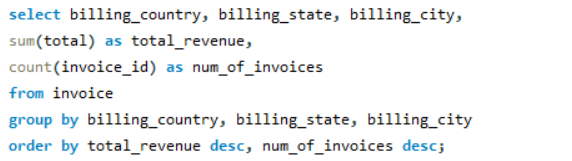 select billing_country, billing_state, billing_city,
sum(total) as total_revenue,
count(invoice_id) as num_of_invoices
from invoice
group by billing_country, billing_state, billing_city
order by total_revenue desc, num_of_invoices desc;